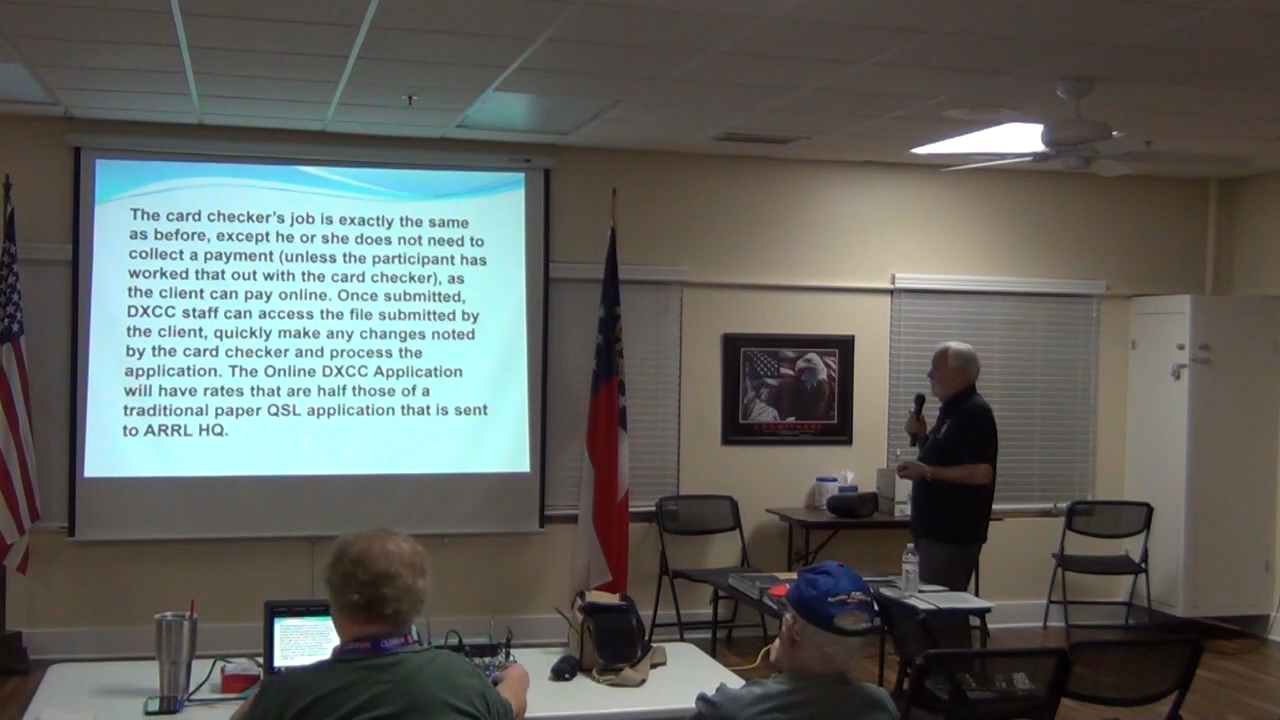 The card checker's job is exactly the same
as before, except he or she does not need to
collect a payment (unless the participant has
worked that out with the card checker), as
the client can pay online. Once submitted,
DXCC staff can access the file submitted by
the client, quickly make any changes noted
by the card checker and process the
application. The Online DXCC Application
will have rates that are half those of a
traditional paper QSL application that is sent
to ARRL HQ.